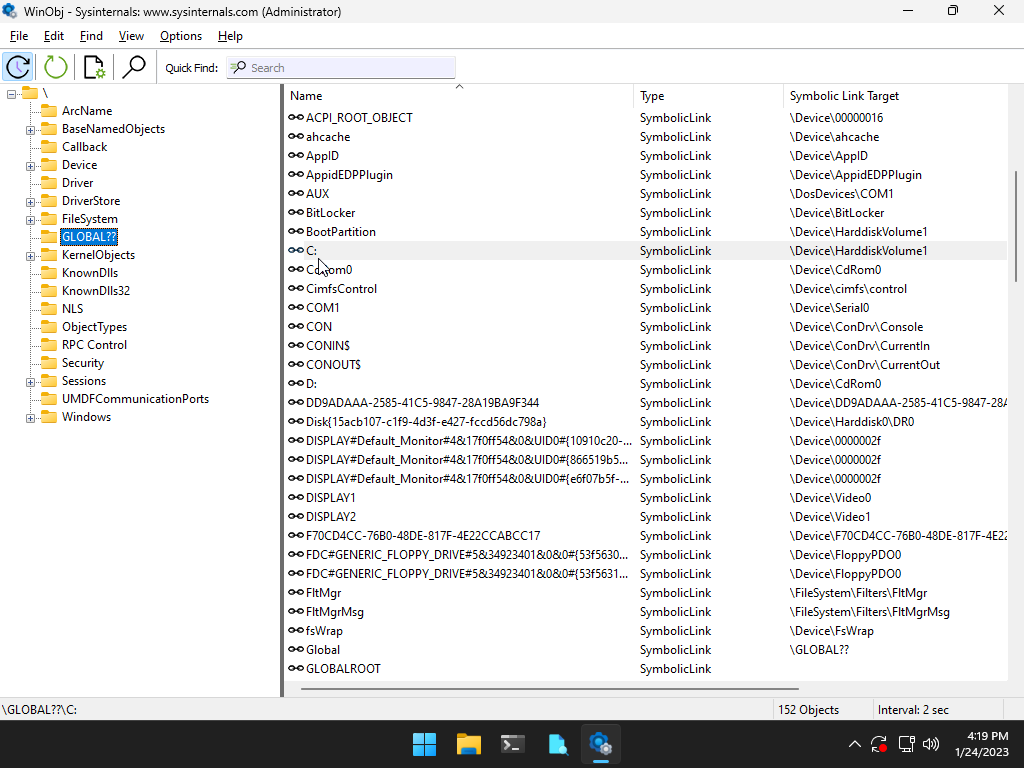 WinObj - Sysinternals: www.sysinternals.com (Administrator)
File Edit Find View Options Help
Quick Find: Search
\
ArcName
BaseNamedObjects
Callback
Device
Driver
DriverStore
FileSystem
GLOBAL??
KernelObjects
KnownDlls
KnownDlls32
NLS
ObjectTypes
RPC Control
Security
Sessions
UMDFCommunicationPorts
Windows
Name Type Symbolic Link Target
ACPI_ROOT_OBJECT SymbolicLink \Device\00000016
ahcache SymbolicLink \Device\ahcache
AppID SymbolicLink \Device\AppID
AppidEDPPlugin SymbolicLink \Device\AppidEDPPlugin
AUX SymbolicLink \DosDevices\COM1
BitLocker SymbolicLink \Device\BitLocker
BootPartition SymbolicLink \Device\HarddiskVolume1
C: SymbolicLink \Device\HarddiskVolume1
CdRom0 SymbolicLink \Device\CdRom0
CimfsControl SymbolicLink \Device\cimfs\control
COM1 SymbolicLink \Device\Serial0
CON SymbolicLink \Device\ConDrv\Console
CONIN$ SymbolicLink \Device\ConDrv\CurrentIn
CONOUT$ SymbolicLink \Device\ConDrv\CurrentOut
D: SymbolicLink \Device\CdRom0
DD9ADAAA-2585-41C5-9847-28A19BA9F344 SymbolicLink \Device\DD9ADAAA-2585-41C5-9847-28A
Disk{15acb107-c1f9-4d3f-e427-fccd56dc798a} SymbolicLink \Device\Harddisk0\DR0
DISPLAY#Default_Monitor#4&17f0ff54&0&UID0#{10910c20-... SymbolicLink \Device\0000002f
DISPLAY#Default_Monitor#4&17f0ff54&0&UID0#{866519b5... SymbolicLink \Device\0000002f
DISPLAY#Default_Monitor#4&17f0ff54&0&UID0#{e6f07b5f-... SymbolicLink \Device\0000002f
DISPLAY1 SymbolicLink \Device\Video0
DISPLAY2 SymbolicLink \Device\Video1
F70CD4CC-76B0-48DE-817F-4E22CCABCC17 SymbolicLink \Device\F70CD4CC-76B0-48DE-817F-4E22
FDC#GENERIC_FLOPPY_DRIVE#5&34923401&0&0#{53f5630... SymbolicLink \Device\FloppyPDO0
FDC#GENERIC_FLOPPY_DRIVE#5&34923401&0&0#{53f5631... SymbolicLink \Device\FloppyPDO0
FltMgr SymbolicLink \FileSystem\Filters\FltMgr
FltMgrMsg SymbolicLink \FileSystem\Filters\FltMgrMsg
fsWrap SymbolicLink \Device\FsWrap
Global SymbolicLink \GLOBAL??
GLOBALROOT SymbolicLink
\GLOBAL??\C: 152 Objects Interval: 2 sec
4:19 PM
1/24/2023